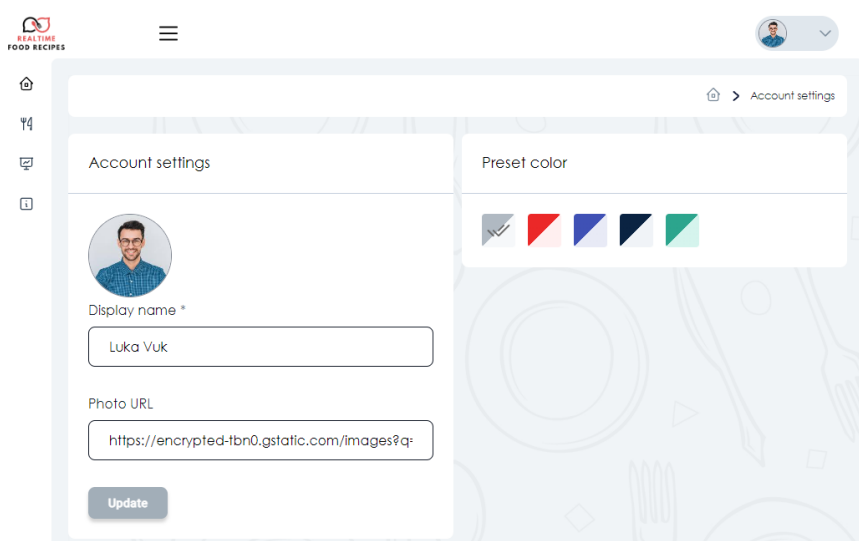 REALTIME
FOOD RECIPES
Account settings
Account settings
Preset color
Display name *
Luka Vuk
Photo URL
https://encrypted-tbn0.gstatic.com/images?q=
Update